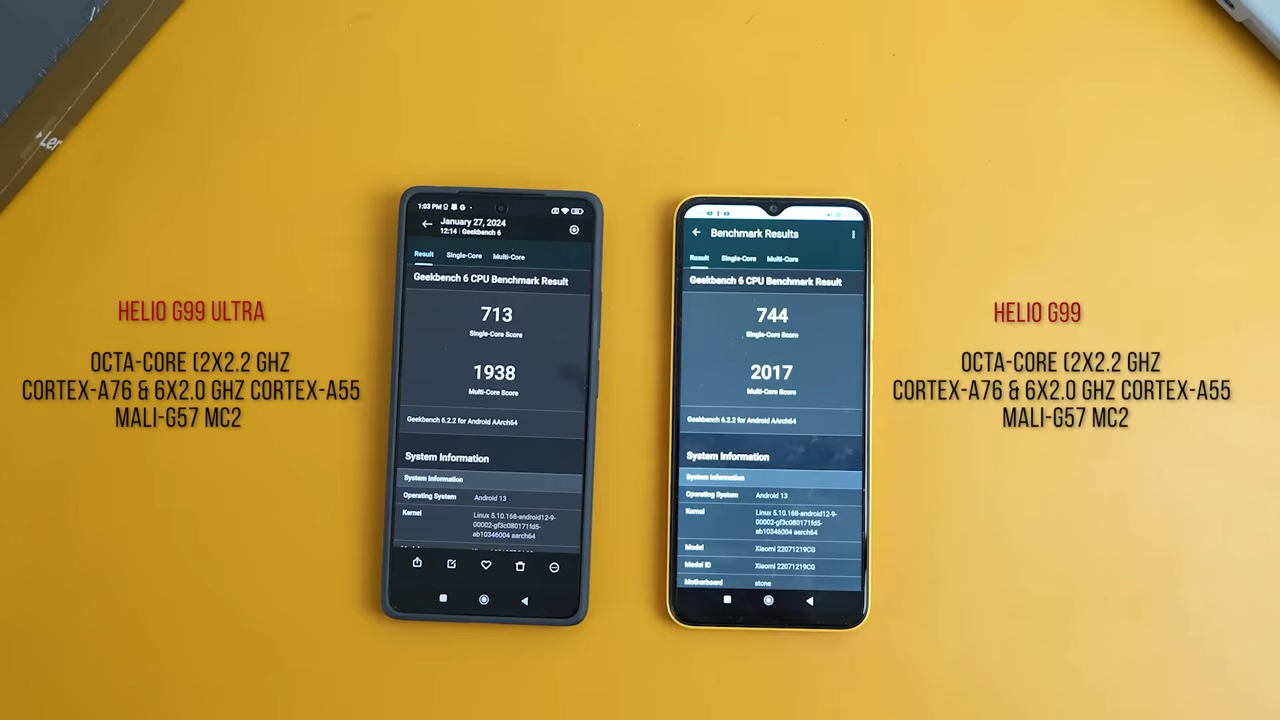 Len
HELIO G99 ULTRA
OCTA-CORE (2X2.2 GHZ
CORTEX-A76 & 6X2.0 GHZ CORTEX-A55
MALI-G57 MC2
1:03 PM
January 27, 2024
12:14 | Geekbench 6
Result Single-Core Multi-Core
Geekbench 6 CPU Benchmark Result
713
Single-Core Score
1938
Multi-Core Score
Geekbench 6.2.2 for Android AArch64
System Information
System Information
Operating System Android 13
Kernel Linux 5.10.168-android12-9-
00002-gf3c080171fd5-
ab10346004 aarch64
Benchmark Results
Result Single-Core Multi-Core
Geekbench 6 CPU Benchmark Result
744
Single-Core Score
2017
Multi-Core Score
Geekbench 6.2.2 for Android AArch64
System Information
System Information
Operating System Android 13
Kernel Linux 5.10.168-android12-9-
00002-gf3c080171fd5-
ab10346004 aarch64
Model Xiaomi 22071219CG
Model ID Xiaomi 22071219CG
Motherboard stone
HELIO G99
OCTA-CORE (2X2.2 GHZ
CORTEX-A76 & 6X2.0 GHZ CORTEX-A55
MALI-G57 MC2